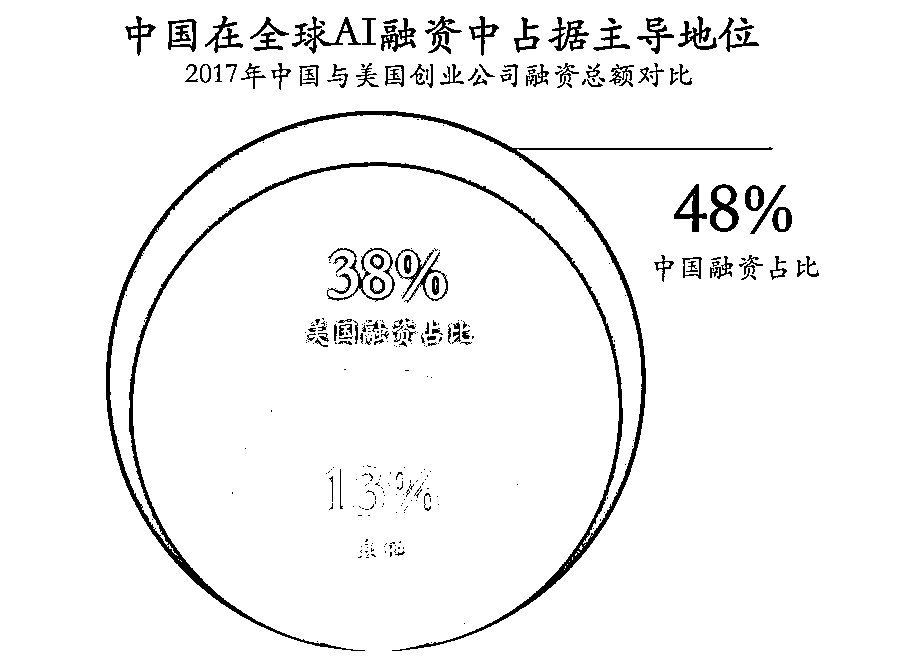 中国在全球AI融资中占据主导地位
2017年中国与美国创业公司融资总额对比
48%
中国融资占比
38%
美国融资占比
13%
其他